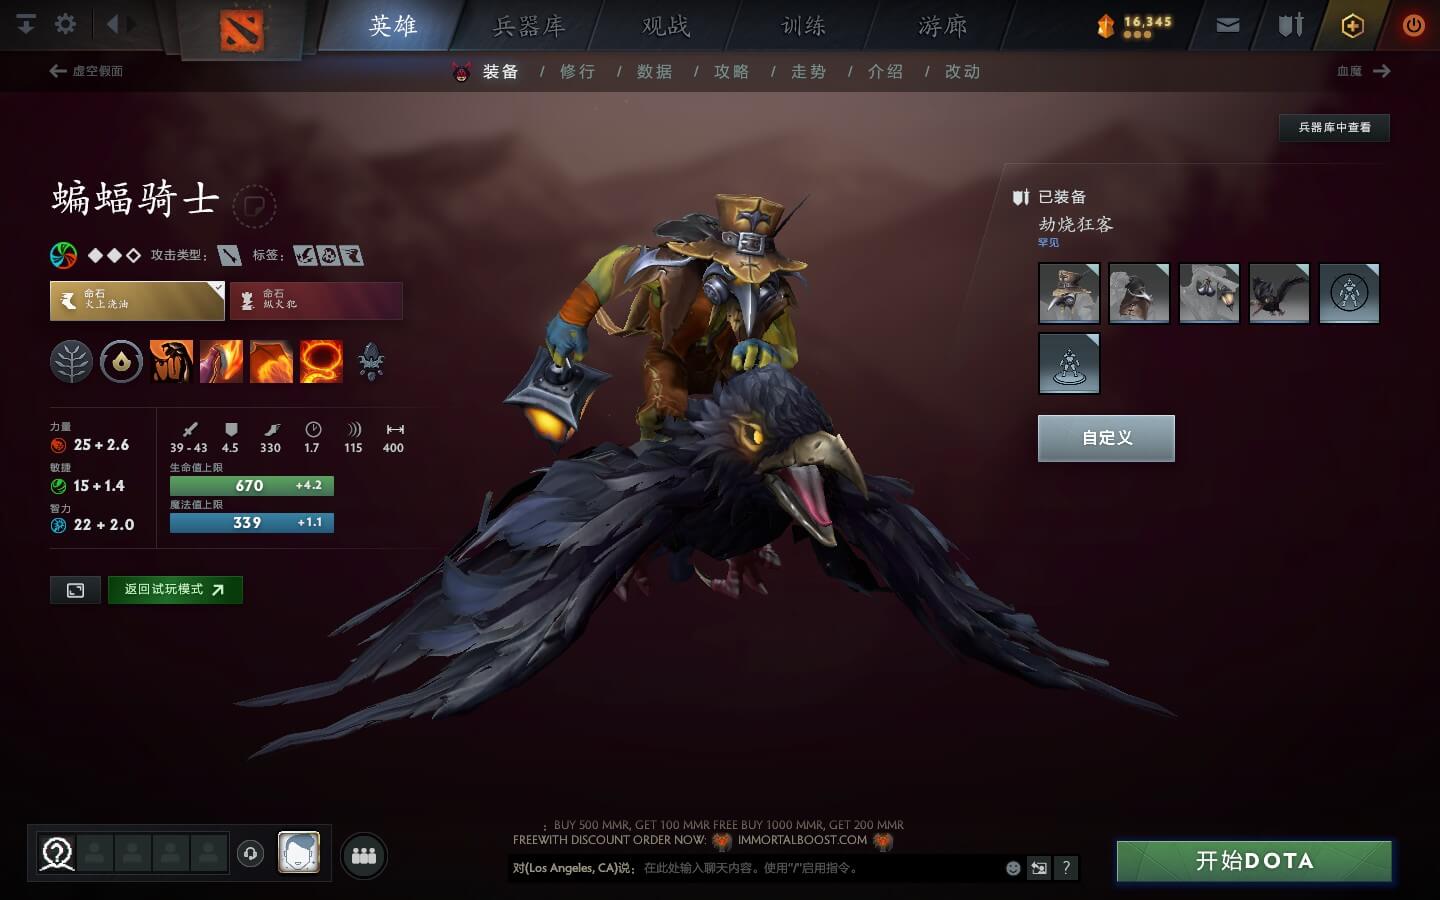 英雄
兵器库
观战
训练
游廊
16,345
虚空假面
装备 / 修行 / 数据 / 攻略 / 走势 / 介绍 / 改动
血魔
兵器库中查看
蝙蝠骑士
攻击类型：
标签：
命石
火上浇油
命石
纵火犯
力量
25 + 2.6
敏捷
15 + 1.4
智力
22 + 2.0
39 - 43 4.5 330 1.7 115 400
生命值上限
670 +4.2
魔法值上限
339 +1.1
返回试玩模式
已装备
劫烧狂客
罕见
自定义
: BUY 500 MMR, GET 100 MMR FREE BUY 1000 MMR, GET 200 MMR
FREEWITH DISCOUNT ORDER NOW: IMMORTALBOOST.COM
对(Los Angeles, CA)说： 在此处输入聊天内容。使用“/”启用指令。
?
开始DOTA